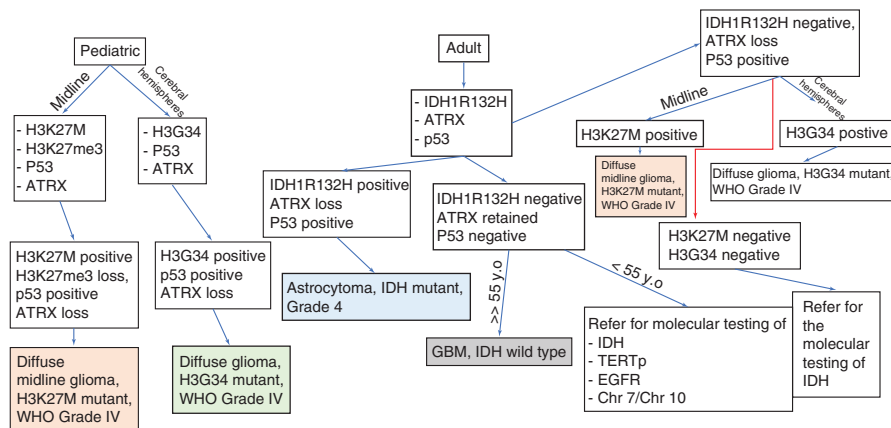 Pediatric
Midline
Cerebral
hemispheres
- H3K27M
- H3K27me3
- P53
- ATRX
- H3G34
- P53
- ATRX
H3K27M positive
H3K27me3 loss,
p53 positive
ATRX loss
H3G34 positive
p53 positive
ATRX loss
Diffuse
midline glioma,
H3K27M mutant,
WHO Grade IV
Diffuse glioma,
H3G34 mutant,
WHO Grade IV
Adult
- IDH1R132H
- ATRX
- p53
IDH1R132H positive
ATRX loss
P53 positive
Astrocytoma, IDH mutant,
Grade 4
IDH1R132H negative
ATRX retained
P53 negative
>> 55 y.o
< 55 y.o
GBM, IDH wild type
Refer for molecular testing of
- IDH
- TERTp
- EGFR
- Chr 7/Chr 10
IDH1R132H negative,
ATRX loss
P53 positive
Midline
Cerebral
hemispheres
H3K27M positive
H3G34 postive
Diffuse
midline glioma,
H3K27M mutant,
WHO Grade IV
Diffuse glioma, H3G34 mutant,
WHO Grade IV
H3K27M negative
H3G34 negative
Refer for
the
molecular
testing of
IDH